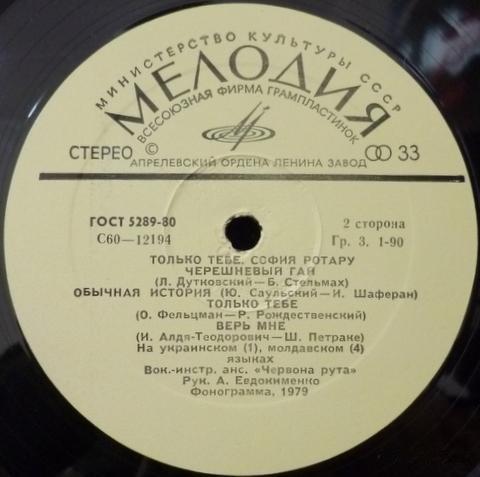 МИНИСТЕРСТВО КУЛЬТУРЫ СССР
МЕЛОДИЯ
ВСЕСОЮЗНАЯ ФИРМА ГРАМПЛАСТИНОК
СТЕРЕО ©
33
АПРЕЛЕВСКИЙ ОРДЕНА ЛЕНИНА ЗАВОД
ГОСТ 5289-80
2 сторона
С60—12194
Гр. 3. 1-90
ТОЛЬКО ТЕБЕ. СОФИЯ РОТАРУ
ЧЕРЕШНЕВЫЙ ГАИ
(Л. Дутковский—Б. Стельмах)
ОБЫЧНАЯ ИСТОРИЯ (Ю. Саульский—И. Шаферан)
ТОЛЬКО ТЕБЕ
(О. Фельцман—Р. Рождественский)
ВЕРЬ МНЕ
(И. Алдя-Теодорович—Ш. Петраке)
На украинском (1), молдавском (4)
языках
Вок.-инстр. анс. «Червона рута»
Рук. А. Евдокименко
Фонограмма, 1979